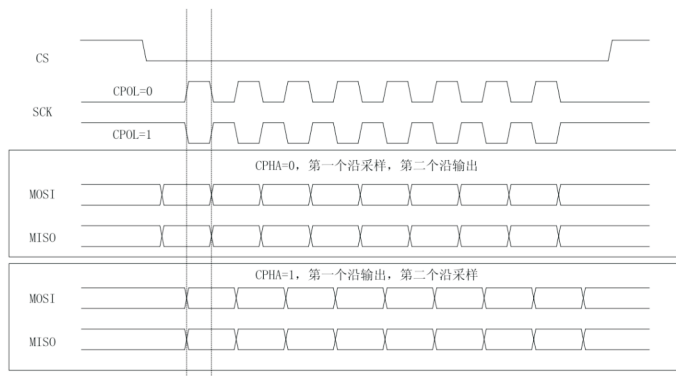 CS
CPOL=0
SCK
CPOL=1
CPHA=0, 第一个沿采样, 第二个沿输出
MOSI
MISO
CPHA=1, 第一个沿输出, 第二个沿采样
MOSI
MISO